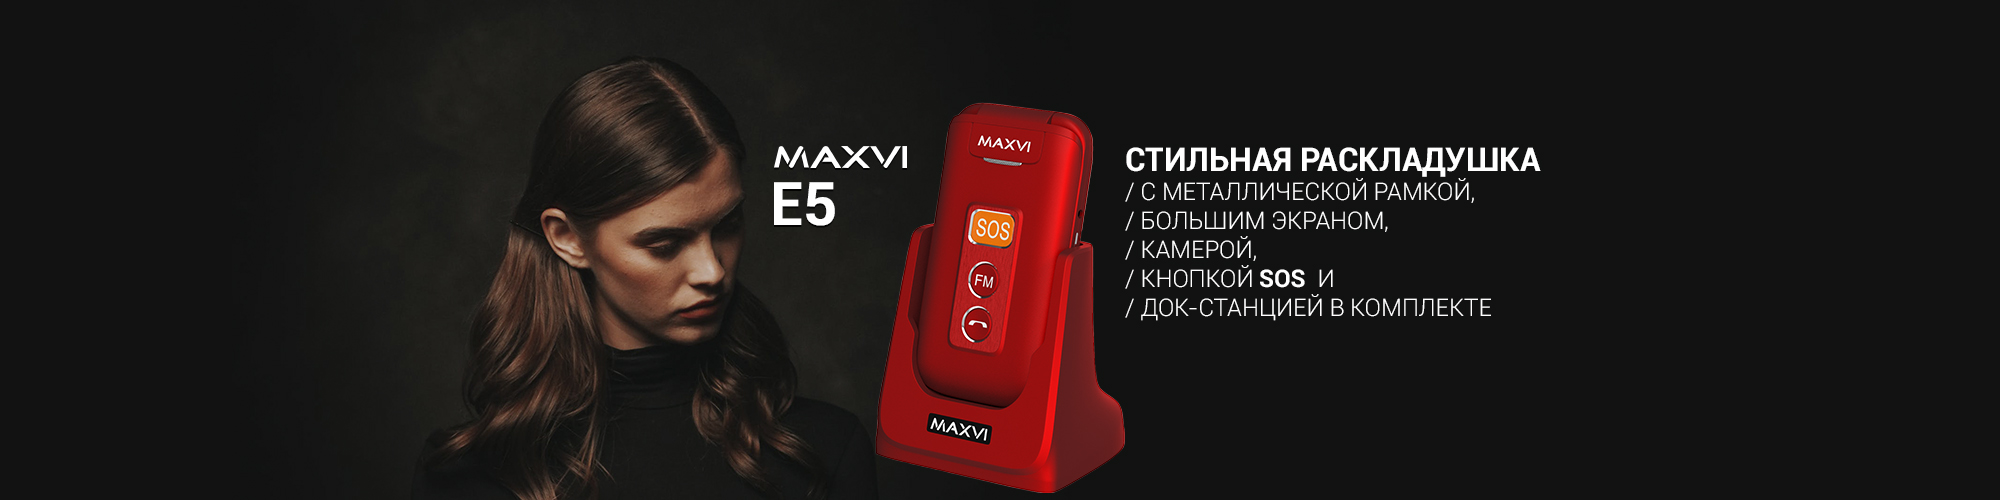 MAXVI
E5
MAXVI
SOS
FM
MAXVI
СТИЛЬНАЯ РАСКЛАДУШКА
/ С МЕТАЛЛИЧЕСКОЙ РАМКОЙ,
/ БОЛЬШИМ ЭКРАНОМ,
/ КАМЕРОЙ,
/ КНОПКОЙ SOS И
/ ДОК-СТАНЦИЕЙ В КОМПЛЕКТЕ